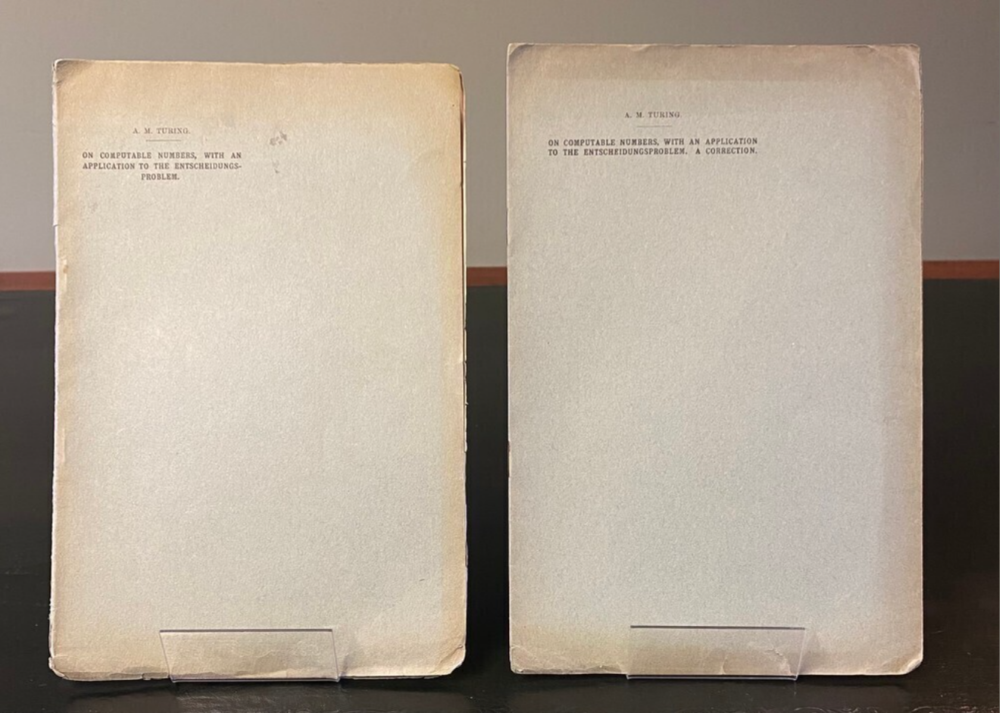 A. M. TURING.
ON COMPUTABLE NUMBERS, WITH AN
APPLICATION TO THE ENTSCHEIDUNGS-
PROBLEM.
A. M. TURING.
ON COMPUTABLE NUMBERS, WITH AN APPLICATION
TO THE ENTSCHEIDUNGSPROBLEM. A CORRECTION.